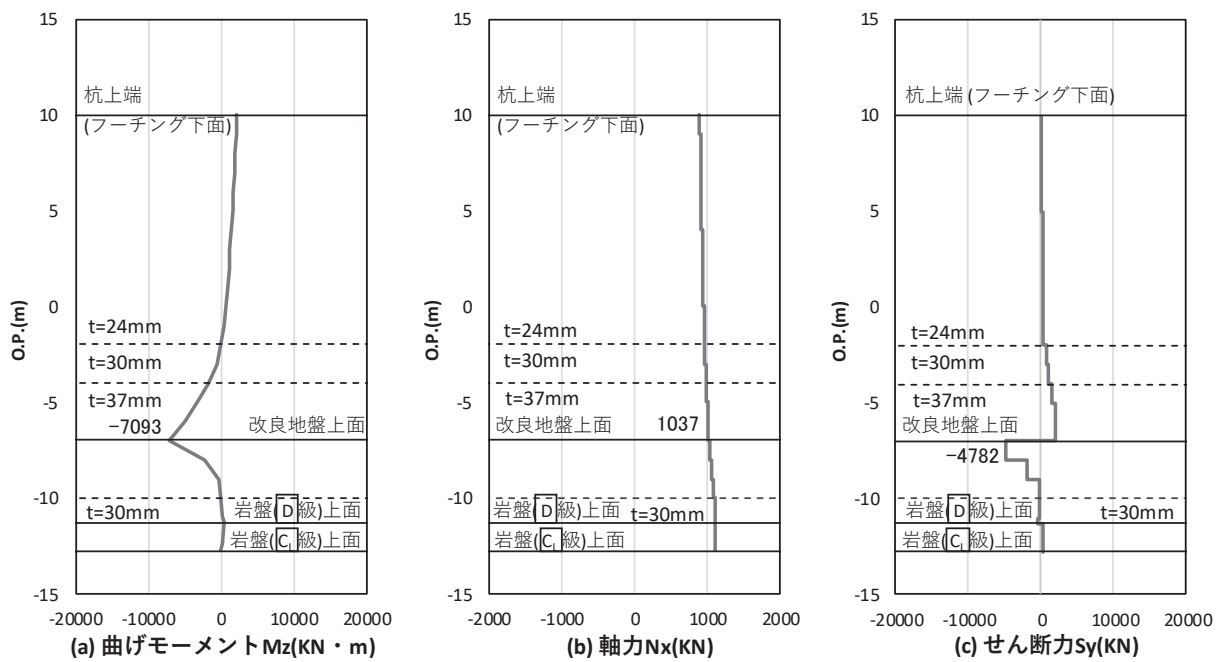 15
10
5
0
-5
-10
-15
O.P.(m)
杭上端
(フーチング下面)
t=24mm
t=30mm
t=37mm
−7093
改良地盤上面
t=30mm
岩盤(D級)上面
岩盤(CL級)上面
-20000 -10000 0 10000 20000
(a) 曲げモーメントMz(KN・m)
15
10
5
0
-5
-10
-15
O.P.(m)
杭上端
(フーチング下面)
t=24mm
t=30mm
t=37mm
改良地盤上面
1037
岩盤(D級)上面
t=30mm
岩盤(CL級)上面
-2000 -1000 0 1000 2000
(b) 軸力Nx(KN)
15
10
5
0
-5
-10
-15
O.P.(m)
杭上端 (フーチング下面)
t=24mm
t=30mm
t=37mm
改良地盤上面
−4782
岩盤(D級)上面
t=30mm
岩盤(CL級)上面
-20000 -10000 0 10000 20000
(c) せん断力Sy(KN)